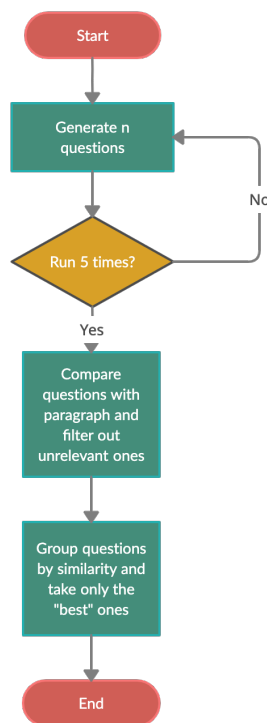 Start
Generate n
questions
No
Run 5 times?
Yes
Compare
questions with
paragraph and
filter out
unrelevant ones
Group questions
by similarity and
take only the
"best" ones
End